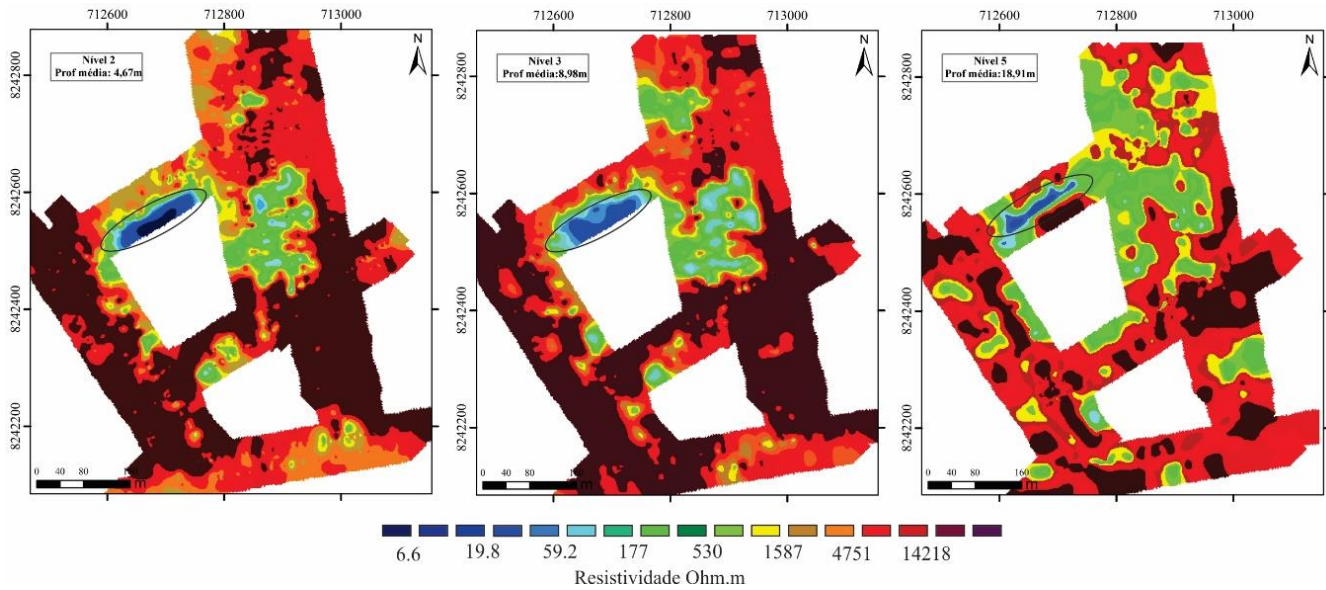 712600 712800 713000
712600 712800 713000
712600 712800 713000
Nível 2
Prof média: 4,67m
N
Nível 3
Prof média:8,98m
N
Nível 5
Prof média:18,91m
N
8242800
8242600
8242400
8242200
8242800
8242600
8242400
8242200
8242800
8242600
8242400
8242200
0 40 80 m
0 40 80 m
0 40 80 160
m
6.6 19.8 59.2 177 530 1587 4751 14218
Resistividade Ohm.m